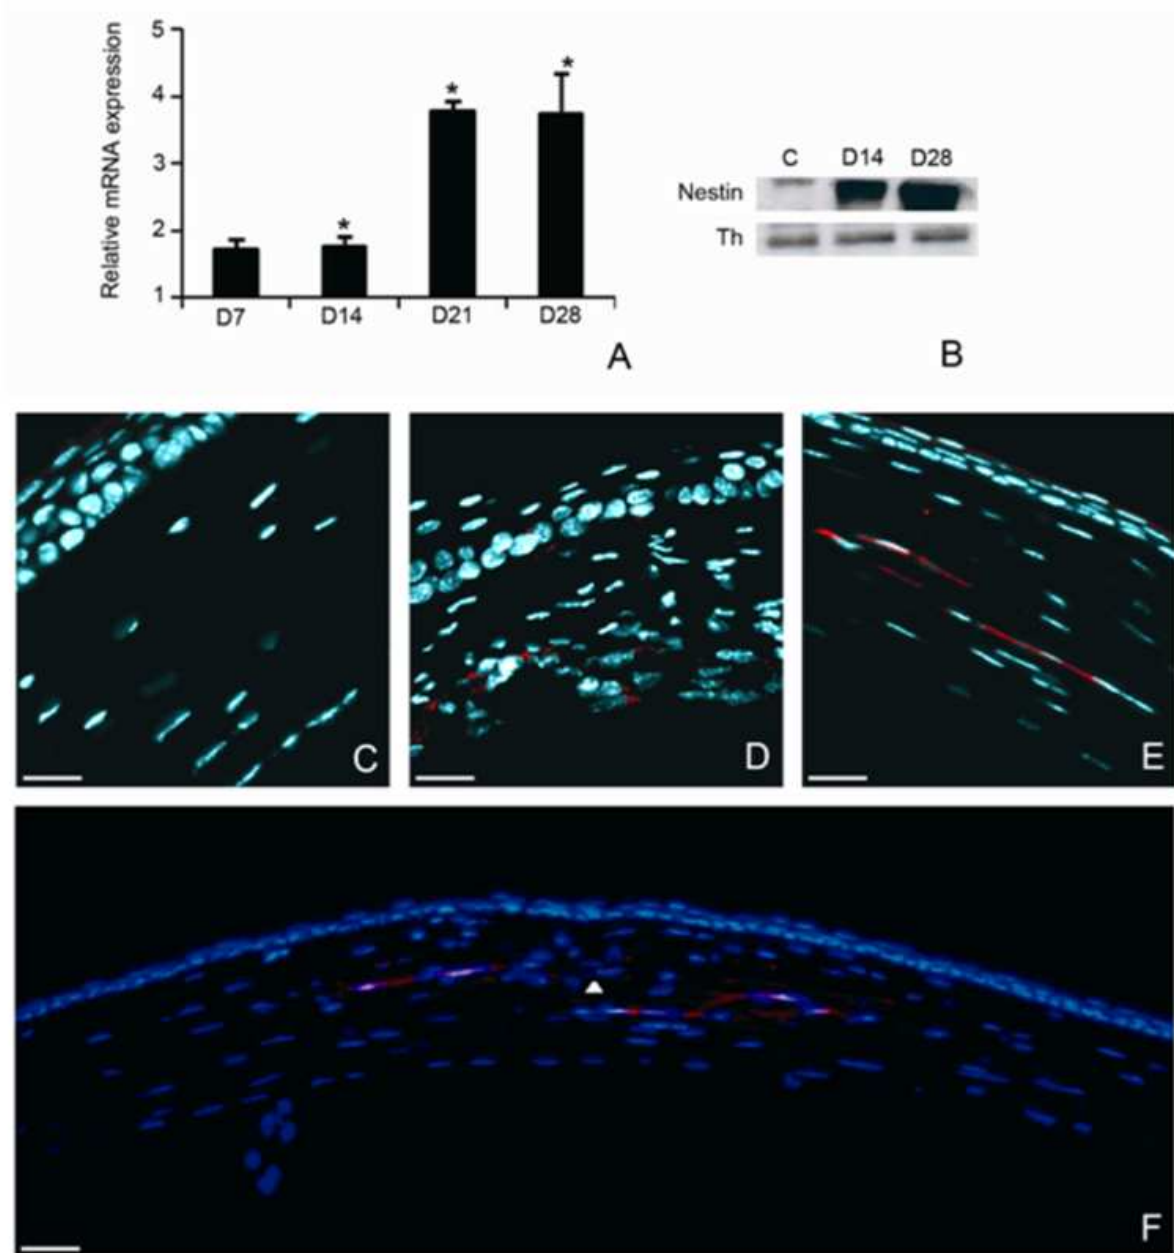 Relative mRNA expression
5
4
3
2
1
*
*
*
D7 D14 D21 D28
A
C D14 D28
Nestin
Th
B
C
D
E
F